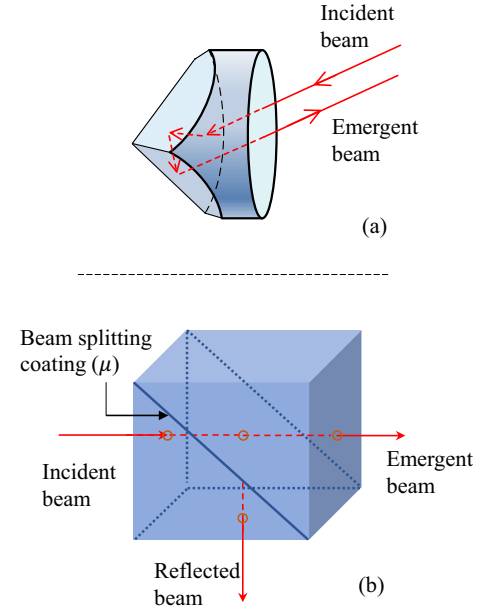 Incident
beam
Emergent
beam
(a)
Beam splitting
coating (μ)
Incident
beam
Emergent
beam
Reflected
beam
(b)